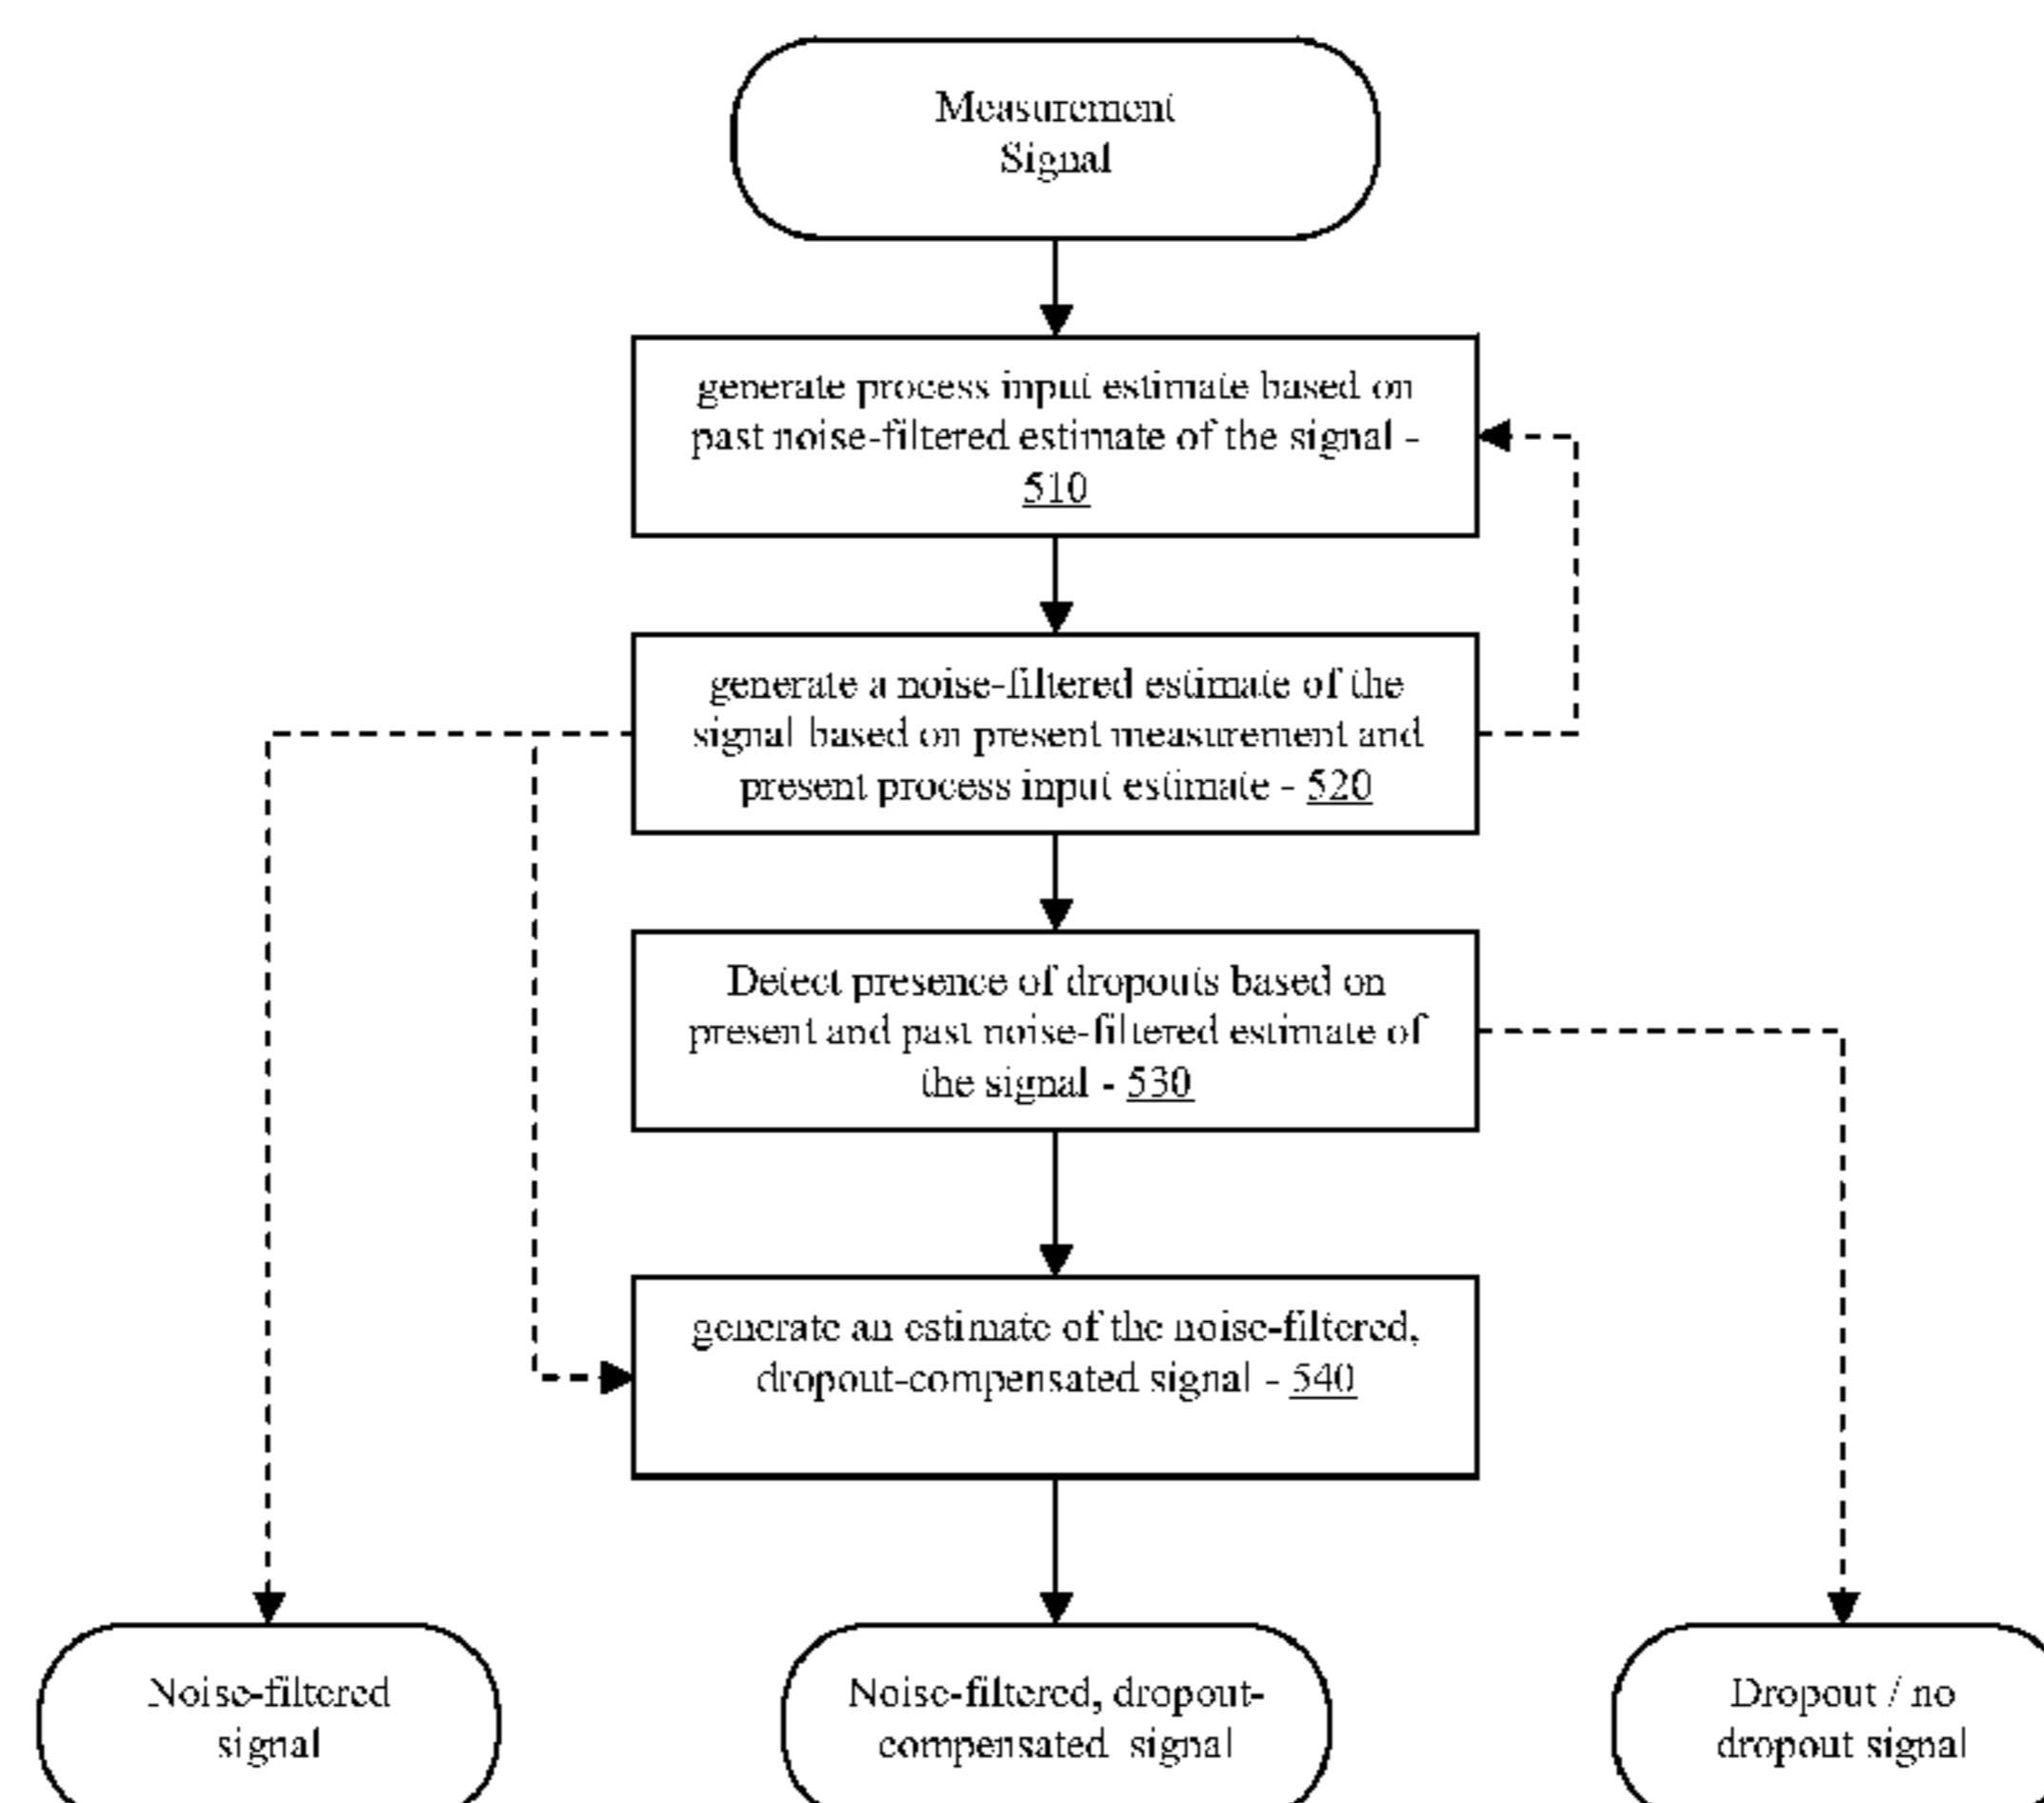 Measurement
Signal
generate process input estimate based on
past noise-filtered estimate of the signal -
510
generate a noise-filtered estimate of the
signal based on present measurement and
present process input estimate - 520
Detect presence of dropouts based on
present and past noise-filtered estimate of
the signal - 530
generate an estimate of the noise-filtered,
dropout-compensated signal - 540
Noise-filtered
signal
Noise-filtered, dropout-
compensated signal
Dropout / no
dropout signal